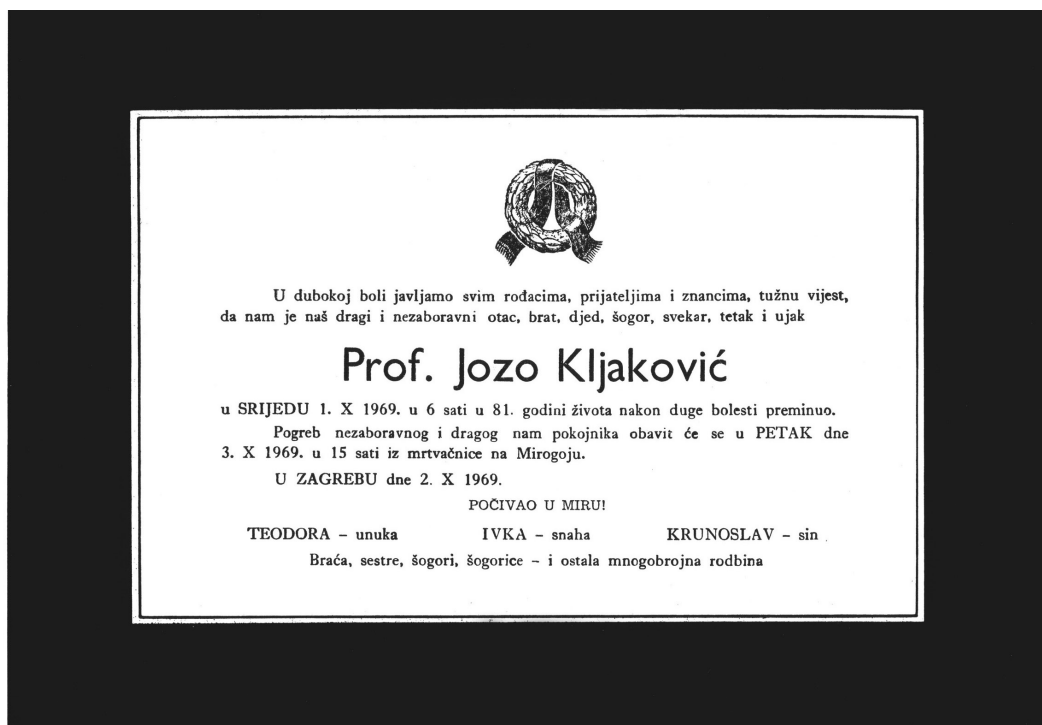 U dubokoj boli javljamo svim rođacima, prijateljima i znancima, tužnu vijest,
da nam je naš dragi i nezaboravni otac, brat, djed, šogor, svekar, tetak i ujak
Prof. Jozo Kljaković
u SRIJEDU 1. X 1969. u 6 sati u 81. godini života nakon duge bolesti preminuo.
Pogreb nezaboravnog i dragog nam pokojnika obavit će se u PETAK dne
3. X 1969. u 15 sati iz mrtvačnice na Mirogoju.
U ZAGREBU dne 2. X 1969.
POČIVAO U MIRU!
TEODORA – unuka IVKA – snaha KRUNOSLAV – sin
Braća, sestre, šogori, šogorice – i ostala mnogobrojna rodbina